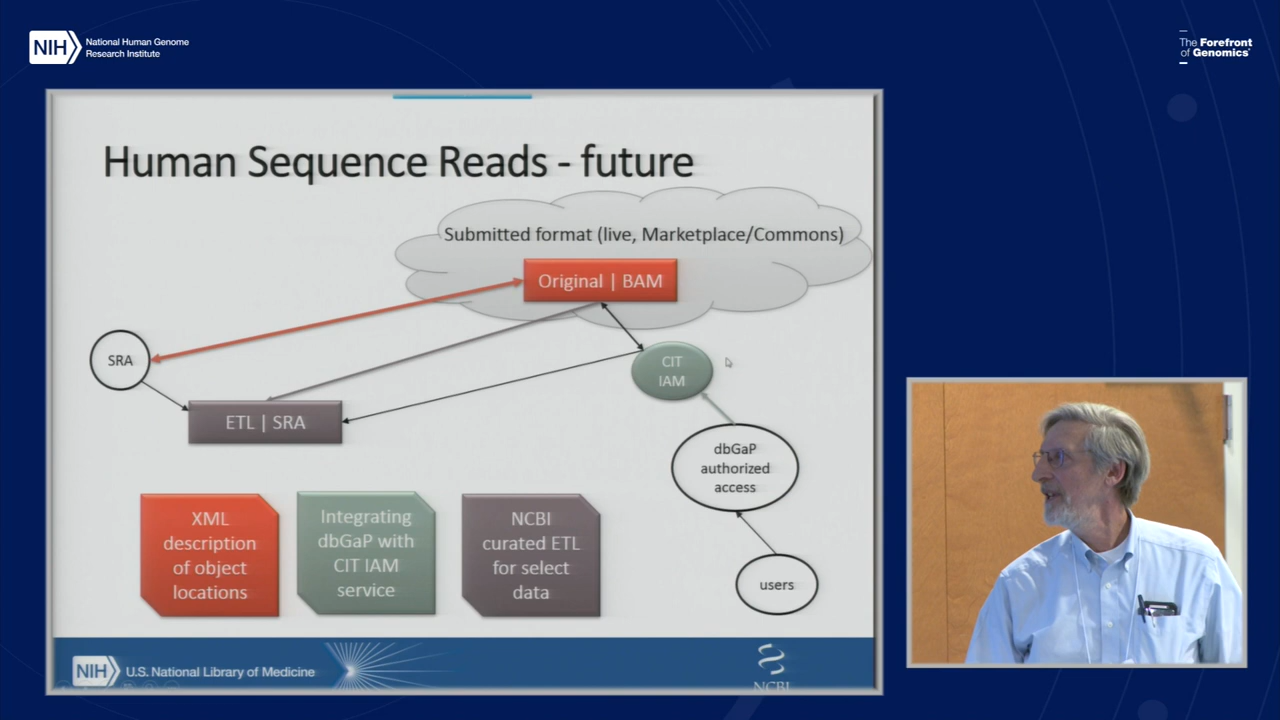 NIH
National Human Genome
Research Institute
The Forefront
of Genomics
Human Sequence Reads - future
Submitted format (live, Marketplace/Commons)
Original | BAM
SRA
CIT
IAM
ETL | SRA
dbGaP
authorized
access
users
XML
description
of object
locations
Integrating
dbGaP with
CIT IAM
service
NCBI
curated ETL
for select
data
NIH
U.S. National Library of Medicine
NCBI